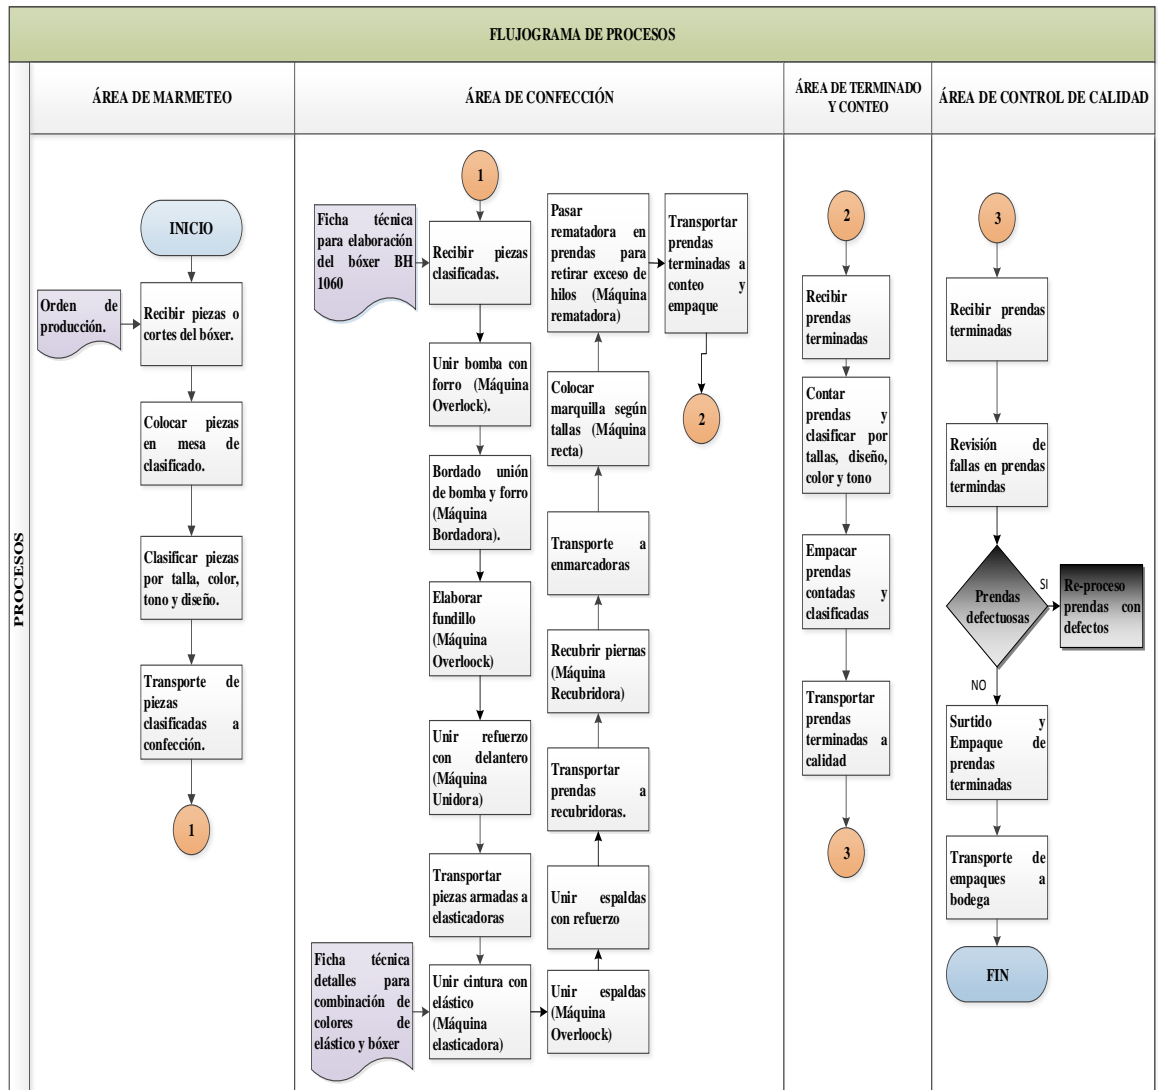 FLUJOGRAMA DE PROCESOS
PROCESOS
ÁREA DE MARMETEO
INICIO
Orden de
producción.
Recibir piezas o
cortes del bóxer.
Colocar piezas
en mesa de
clasificado.
Clasificar piezas
por talla, color,
tono y diseño.
Transporte de
piezas
clasificadas a
confección.
1
ÁREA DE CONFECCIÓN
1
Ficha técnica
para elaboración
del bóxer BH
1060
Recibir piezas
clasificadas.
Unir bomba con
forro (Máquina
Overlock).
Bordado unión
de bomba y forro
(Máquina
Bordadora).
Elaborar
fundillo
(Máquina
Overloock)
Unir refuerzo
con delantero
(Máquina
Unidora)
Transportar
piezas armadas a
elasticadoras
Ficha técnica
detalles para
combinación de
colores de
elástico y bóxer
Unir cintura con
elástico
(Máquina
elasticadora)
Unir espaldas
(Máquina
Overloock)
Unir espaldas
con refuerzo
Transportar
prendas a
recubridoras.
Recubrir piernas
(Máquina
Recubridora)
Transporte a
enmarcadoras
Colocar
marquilla según
tallas (Máquina
recta)
Pasar
rematadora en
prendas para
retirar exceso de
hilos (Máquina
rematadora)
Transportar
prendas
terminadas a
conteo y
empaque
2
ÁREA DE TERMINADO
Y CONTEO
2
Recibir
prendas
terminadas
Contar
prendas y
clasificar por
tallas, diseño,
color y tono
Empacar
prendas
contadas y
clasificadas
Transportar
prendas
terminadas a
calidad
3
ÁREA DE CONTROL DE CALIDAD
3
Recibir prendas
terminadas
Revisión de
fallas en prendas
termindas
Prendas
defectuosas
SI
Re-proceso
prendas con
defectos
NO
Surtido y
Empaque de
prendas
terminadas
Transporte de
empaques a
bodega
FIN